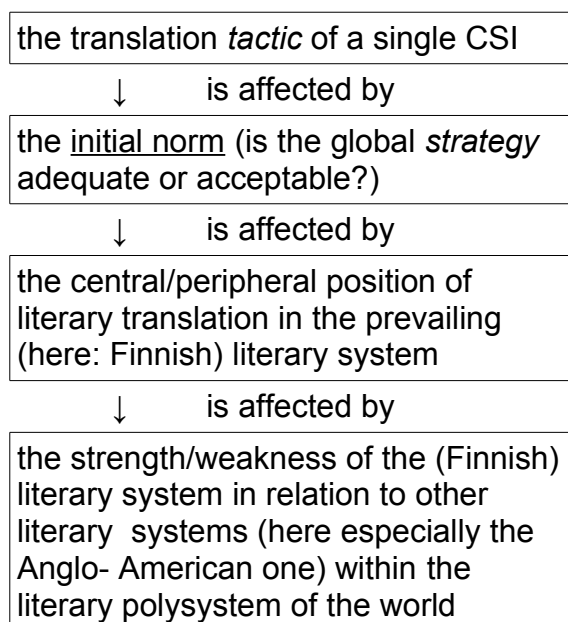 the translation tactic of a single CSI
↓ is affected by
the initial norm (is the global strategy
adequate or acceptable?)
↓ is affected by
the central/peripheral position of
literary translation in the prevailing
(here: Finnish) literary system
↓ is affected by
the strength/weakness of the (Finnish)
literary system in relation to other
literary systems (here especially the
Anglo- American one) within the
literary polysystem of the world